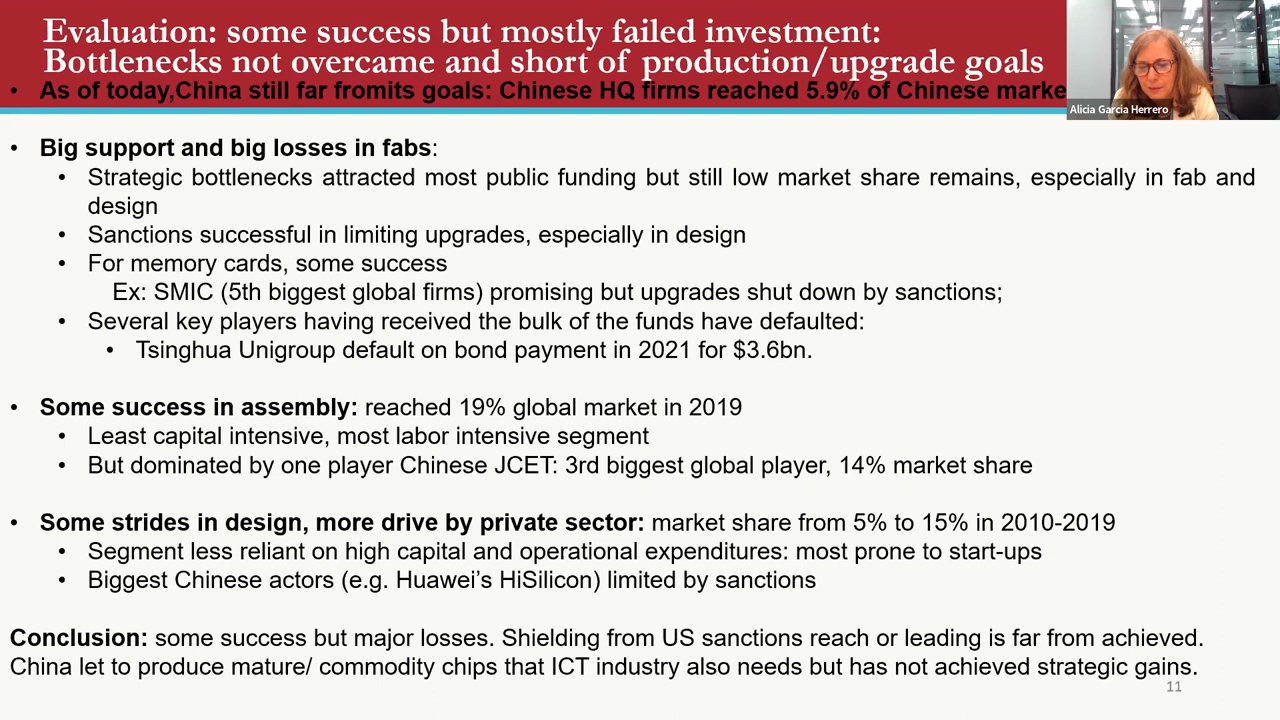 Evaluation: some success but mostly failed investment:
Bottlenecks not overcame and short of production/upgrade goals
• As of today,China still far fromits goals: Chinese HQ firms reached 5.9% of Chinese marke
Alicia Garcia Herrero
• Big support and big losses in fabs:
• Strategic bottlenecks attracted most public funding but still low market share remains, especially in fab and
design
• Sanctions successful in limiting upgrades, especially in design
• For memory cards, some success
Ex: SMIC (5th biggest global firms) promising but upgrades shut down by sanctions;
• Several key players having received the bulk of the funds have defaulted:
• Tsinghua Unigroup default on bond payment in 2021 for $3.6bn.
• Some success in assembly: reached 19% global market in 2019
• Least capital intensive, most labor intensive segment
• But dominated by one player Chinese JCET: 3rd biggest global player, 14% market share
• Some strides in design, more drive by private sector: market share from 5% to 15% in 2010-2019
• Segment less reliant on high capital and operational expenditures: most prone to start-ups
• Biggest Chinese actors (e.g. Huawei's HiSilicon) limited by sanctions
Conclusion: some success but major losses. Shielding from US sanctions reach or leading is far from achieved.
China let to produce mature/ commodity chips that ICT industry also needs but has not achieved strategic gains.
11